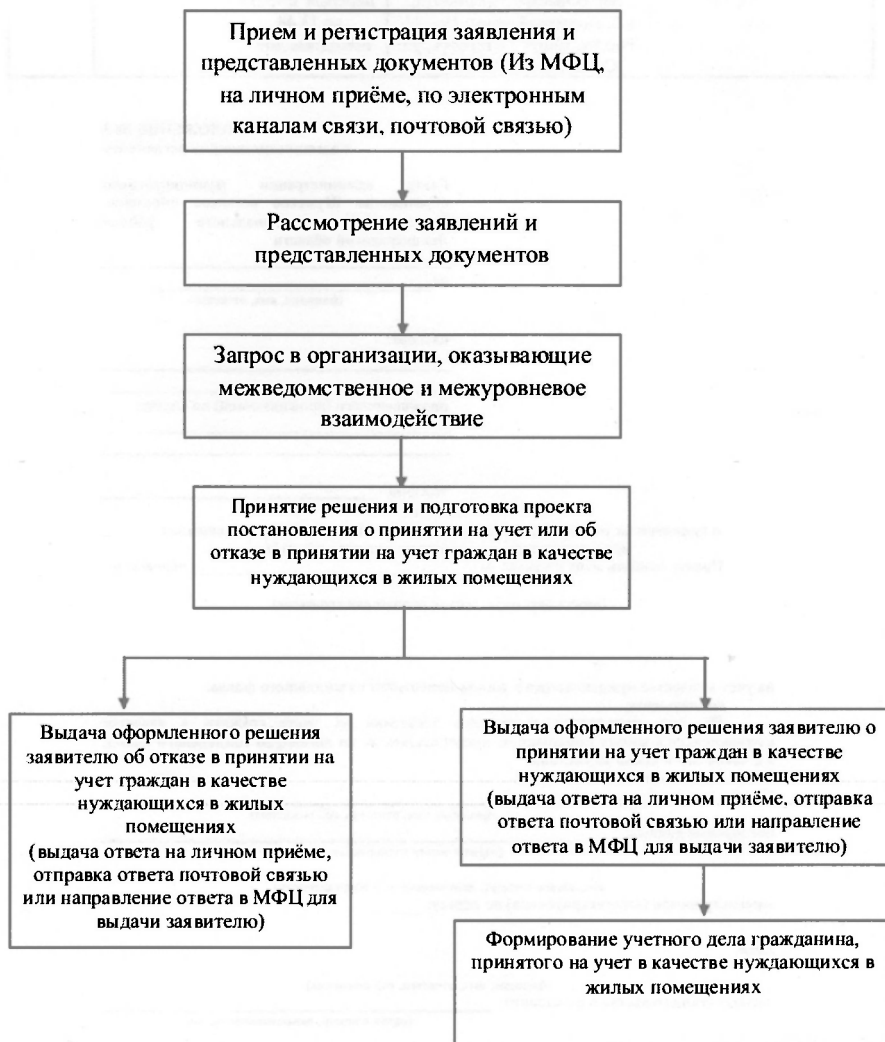 Прием и регистрация заявления и
представленных документов (Из МФЦ,
на личном приёме, по электронным
каналам связи, почтовой связью)
Рассмотрение заявлений и
представленных документов
Запрос в организации, оказывающие
межведомственное и межуровневое
взаимодействие
Принятие решения и подготовка проекта
постановления о принятии на учет или об
отказе в принятии на учет граждан в качестве
нуждающихся в жилых помещениях
Выдача оформленного решения
заявителю об отказе в принятии на
учет граждан в качестве
нуждающихся в жилых
помещениях
(выдача ответа на личном приёме,
отправка ответа почтовой связью
или направление ответа в МФЦ для
выдачи заявителю)
Выдача оформленного решения заявителю о
принятии на учет граждан в качестве
нуждающихся в жилых помещениях
(выдача ответа на личном приёме, отправка
ответа почтовой связью или направление
ответа в МФЦ для выдачи заявителю)
Формирование учетного дела гражданина,
принятого на учет в качестве нуждающихся в
жилых помещениях